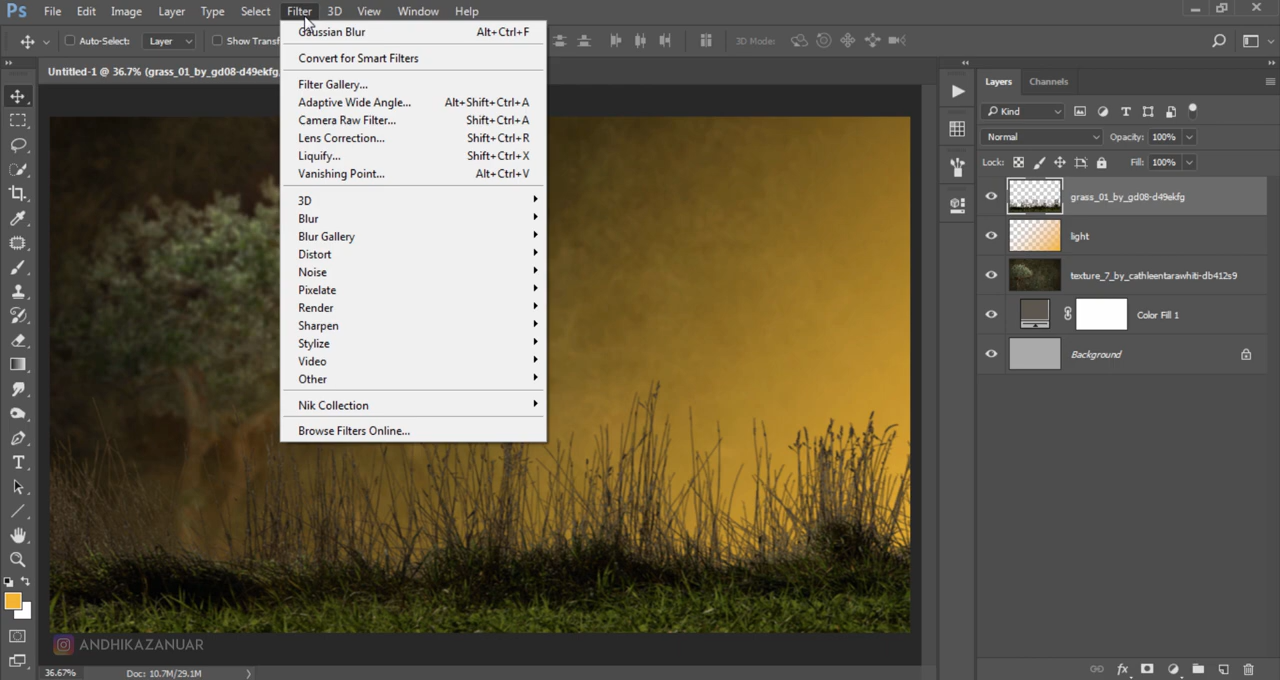 Ps File Edit Image Layer Type Select Filter 3D View Window Help
Auto-Select: Layer Show Transf 3D Mode:
Untitled-1 @ 36.7% (grass_01_by_gd08-d49ekfg,
Gaussian Blur Alt+Ctrl+F
Convert for Smart Filters
Filter Gallery...
Adaptive Wide Angle... Alt+Shift+Ctrl+A
Camera Raw Filter... Shift+Ctrl+A
Lens Correction... Shift+Ctrl+R
Liquify... Shift+Ctrl+X
Vanishing Point... Alt+Ctrl+V
3D
Blur
Blur Gallery
Distort
Noise
Pixelate
Render
Sharpen
Stylize
Video
Other
Nik Collection
Browse Filters Online...
Layers Channels
Kind
Normal Opacity: 100%
Lock: Fill: 100%
grass_01_by_gd08-d49ekfg
light
texture_7_by_cathleentarawhiti-db412s9
Color Fill 1
Background
ANDHIKAZANUAR
36.67% Doc: 10.7M/29.1M